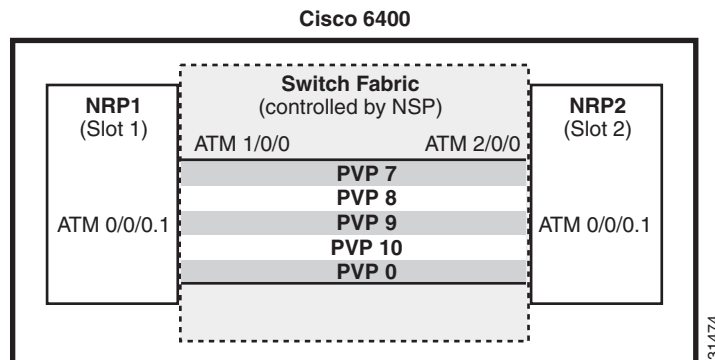 Cisco 6400
Switch Fabric
(controlled by NSP)
NRP1
(Slot 1)
NRP2
(Slot 2)
ATM 1/0/0
ATM 2/0/0
PVP 7
PVP 8
ATM 0/0/0.1
PVP 9
ATM 0/0/0.1
PVP 10
PVP 0
31474